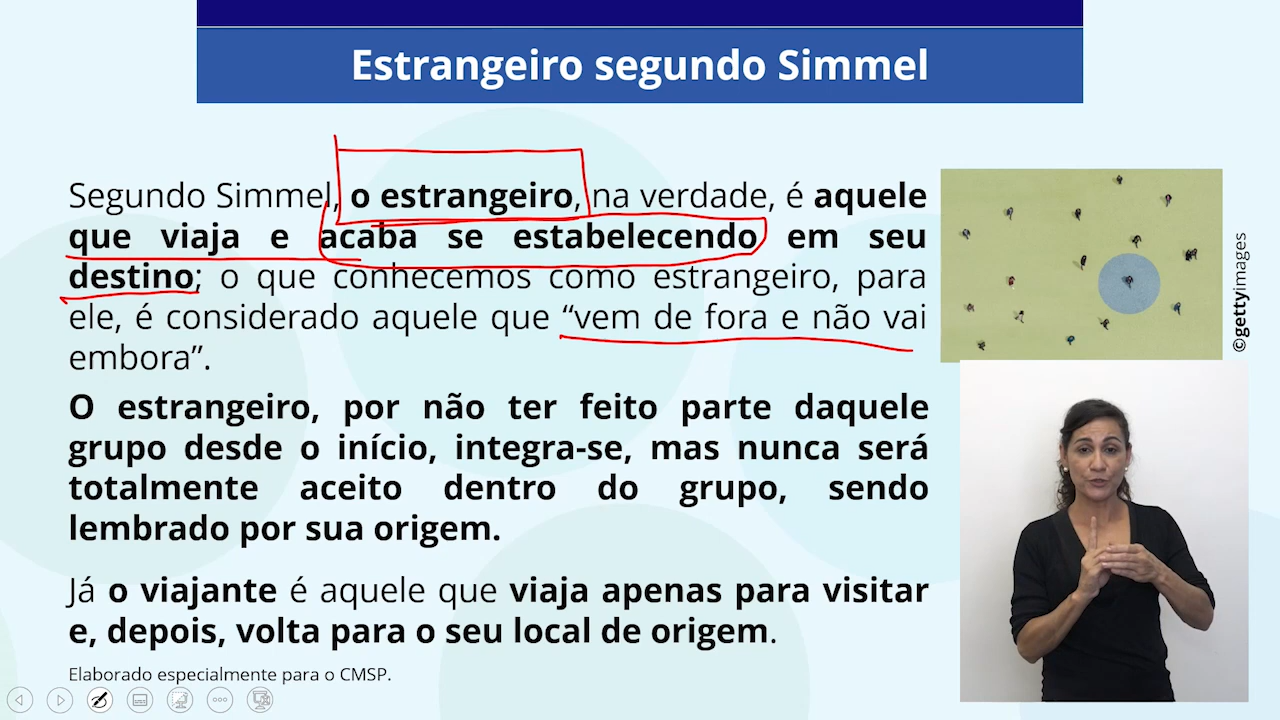 Estrangeiro segundo Simmel
Segundo Simmel, o estrangeiro, na verdade, é aquele
que viaja e acaba se estabelecendo em seu
destino; o que conhecemos como estrangeiro, para
ele, é considerado aquele que “vem de fora e não vai
embora”.
O estrangeiro, por não ter feito parte daquele
grupo desde o início, integra-se, mas nunca será
totalmente aceito dentro do grupo, sendo
lembrado por sua origem.
Já o viajante é aquele que viaja apenas para visitar
e, depois, volta para o seu local de origem.
Elaborado especialmente para o CMSP.
©gettyimages